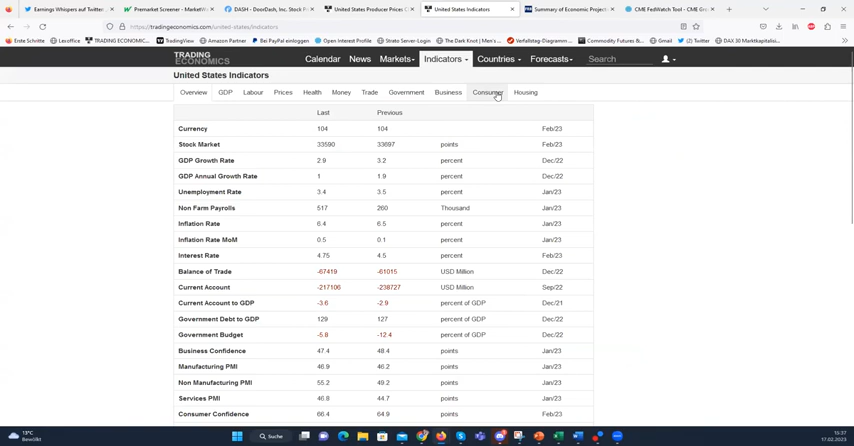 Earnings Whispers auf Twitter:
Premarket Screener - MarketWa
DASH - DoorDash, Inc. Stock P
United States Producer Prices C
United States Indicators
Summary of Economic Project
CME FedWatch Tool - CME Gro
https://tradingeconomics.com/united-states/indicators
Erste Schritte
Lexoffice
TRADING ECONOMIC...
TradingView
Amazon Partner
Bei PayPal einloggen
Open Interest Profile
Strato Server-Login
The Dark Knot | Men's ...
Verfallstag-Diagramm ...
Commodity Futures &...
Gmail
(2) Twitter
DAX 30 Marktkapitalisi...
TRADING
ECONOMICS
Calendar News Markets Indicators Countries Forecasts Search
United States Indicators
Overview GDP Labour Prices Health Money Trade Government Business Consumer Housing
Last Previous
Currency 104 104 Feb/23
Stock Market 33590 33697 points Feb/23
GDP Growth Rate 2.9 3.2 percent Dec/22
GDP Annual Growth Rate 1 1.9 percent Dec/22
Unemployment Rate 3.4 3.5 percent Jan/23
Non Farm Payrolls 517 260 Thousand Jan/23
Inflation Rate 6.4 6.5 percent Jan/23
Inflation Rate MoM 0.5 0.1 percent Jan/23
Interest Rate 4.75 4.5 percent Feb/23
Balance of Trade -67419 -61015 USD Million Dec/22
Current Account -217106 -238727 USD Million Sep/22
Current Account to GDP -3.6 -2.9 percent of GDP Dec/21
Government Debt to GDP 129 127 percent of GDP Dec/22
Government Budget -5.8 -12.4 percent of GDP Dec/22
Business Confidence 47.4 48.4 points Jan/23
Manufacturing PMI 46.9 46.2 points Jan/23
Non Manufacturing PMI 55.2 49.2 points Jan/23
Services PMI 46.8 44.7 points Jan/23
Consumer Confidence 66.4 64.9 points Feb/23
13°C
Bewölkt
Suche
15:37
17.02.2023